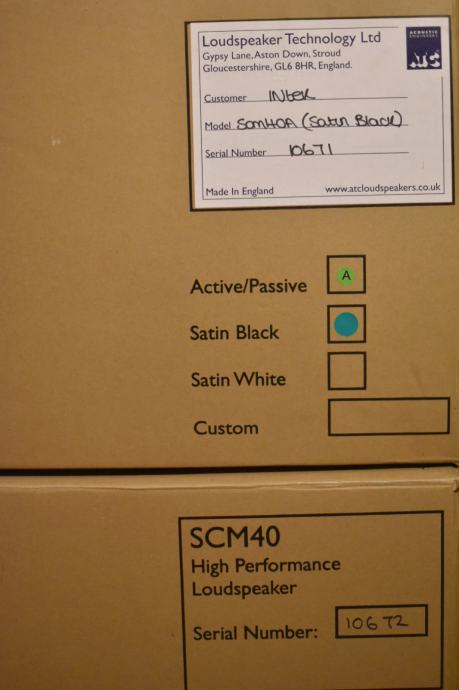 Loudspeaker Technology Ltd
Gypsy Lane, Aston Down, Stroud
Gloucestershire, GL6 8HR, England.
ACOUSTIC
ENGINEERS
Customer INtek
Model SCM40A (Satin Black)
Serial Number 10671
Made In England www.atcloudspeakers.co.uk
Active/Passive A
Satin Black
Satin White
Custom
SCM40
High Performance
Loudspeaker
Serial Number: 10672